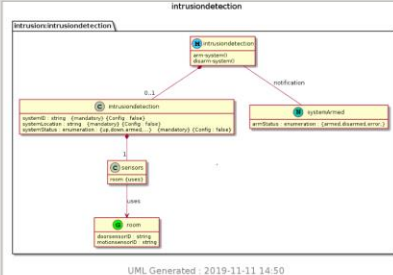 intrusiondetection
intrusion:intrusiondetection
intrusiondetection
arm-system()
disarm-system()
notification
0..1
intrusiondetection
systemID : string {mandatory} {Config : false}
systemLocation : string {mandatory} {Config : false}
systemStatus : enumeration : {up,down,armed,...} {mandatory} {Config : false}
systemArmed
armStatus : enumeration : {armed,disarmed,error,}
1
sensors
room {uses}
uses
room
doorsensorID : string
motionsensorID : string
UML Generated : 2019-11-11 14:50